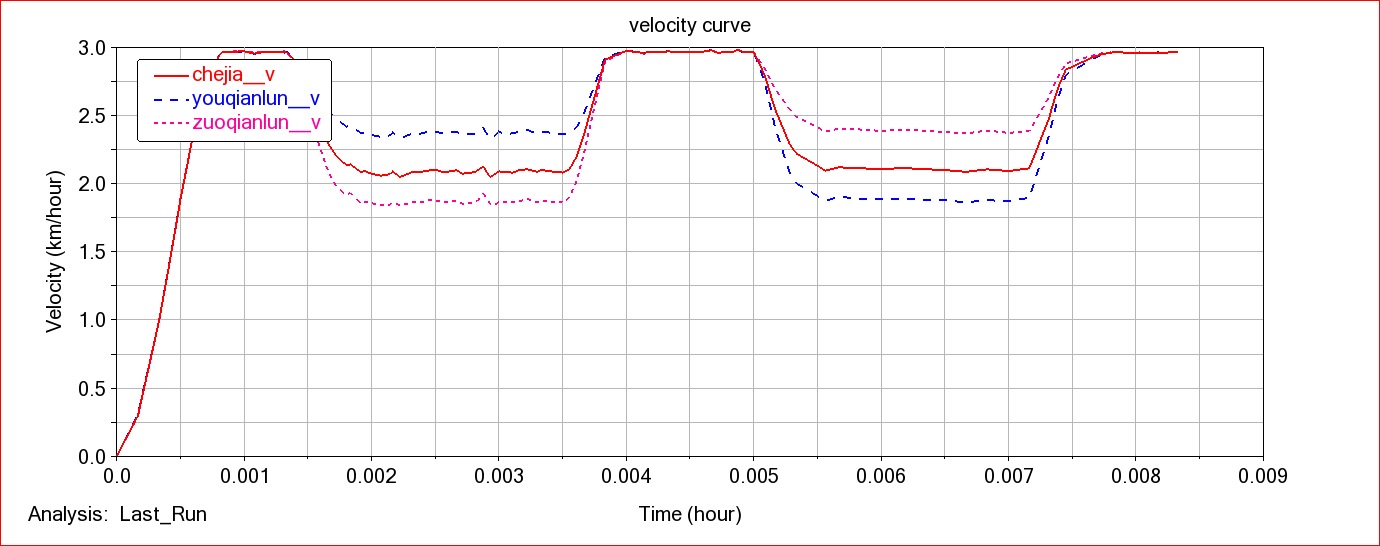 velocity curve
3.0
2.5
2.0
1.5
1.0
0.5
0.0
Velocity (km/hour)
chejia__v
youqianlun__v
zuoqianlun__v
0.0 0.001 0.002 0.003 0.004 0.005 0.006 0.007 0.008 0.009
Analysis: Last_Run
Time (hour)